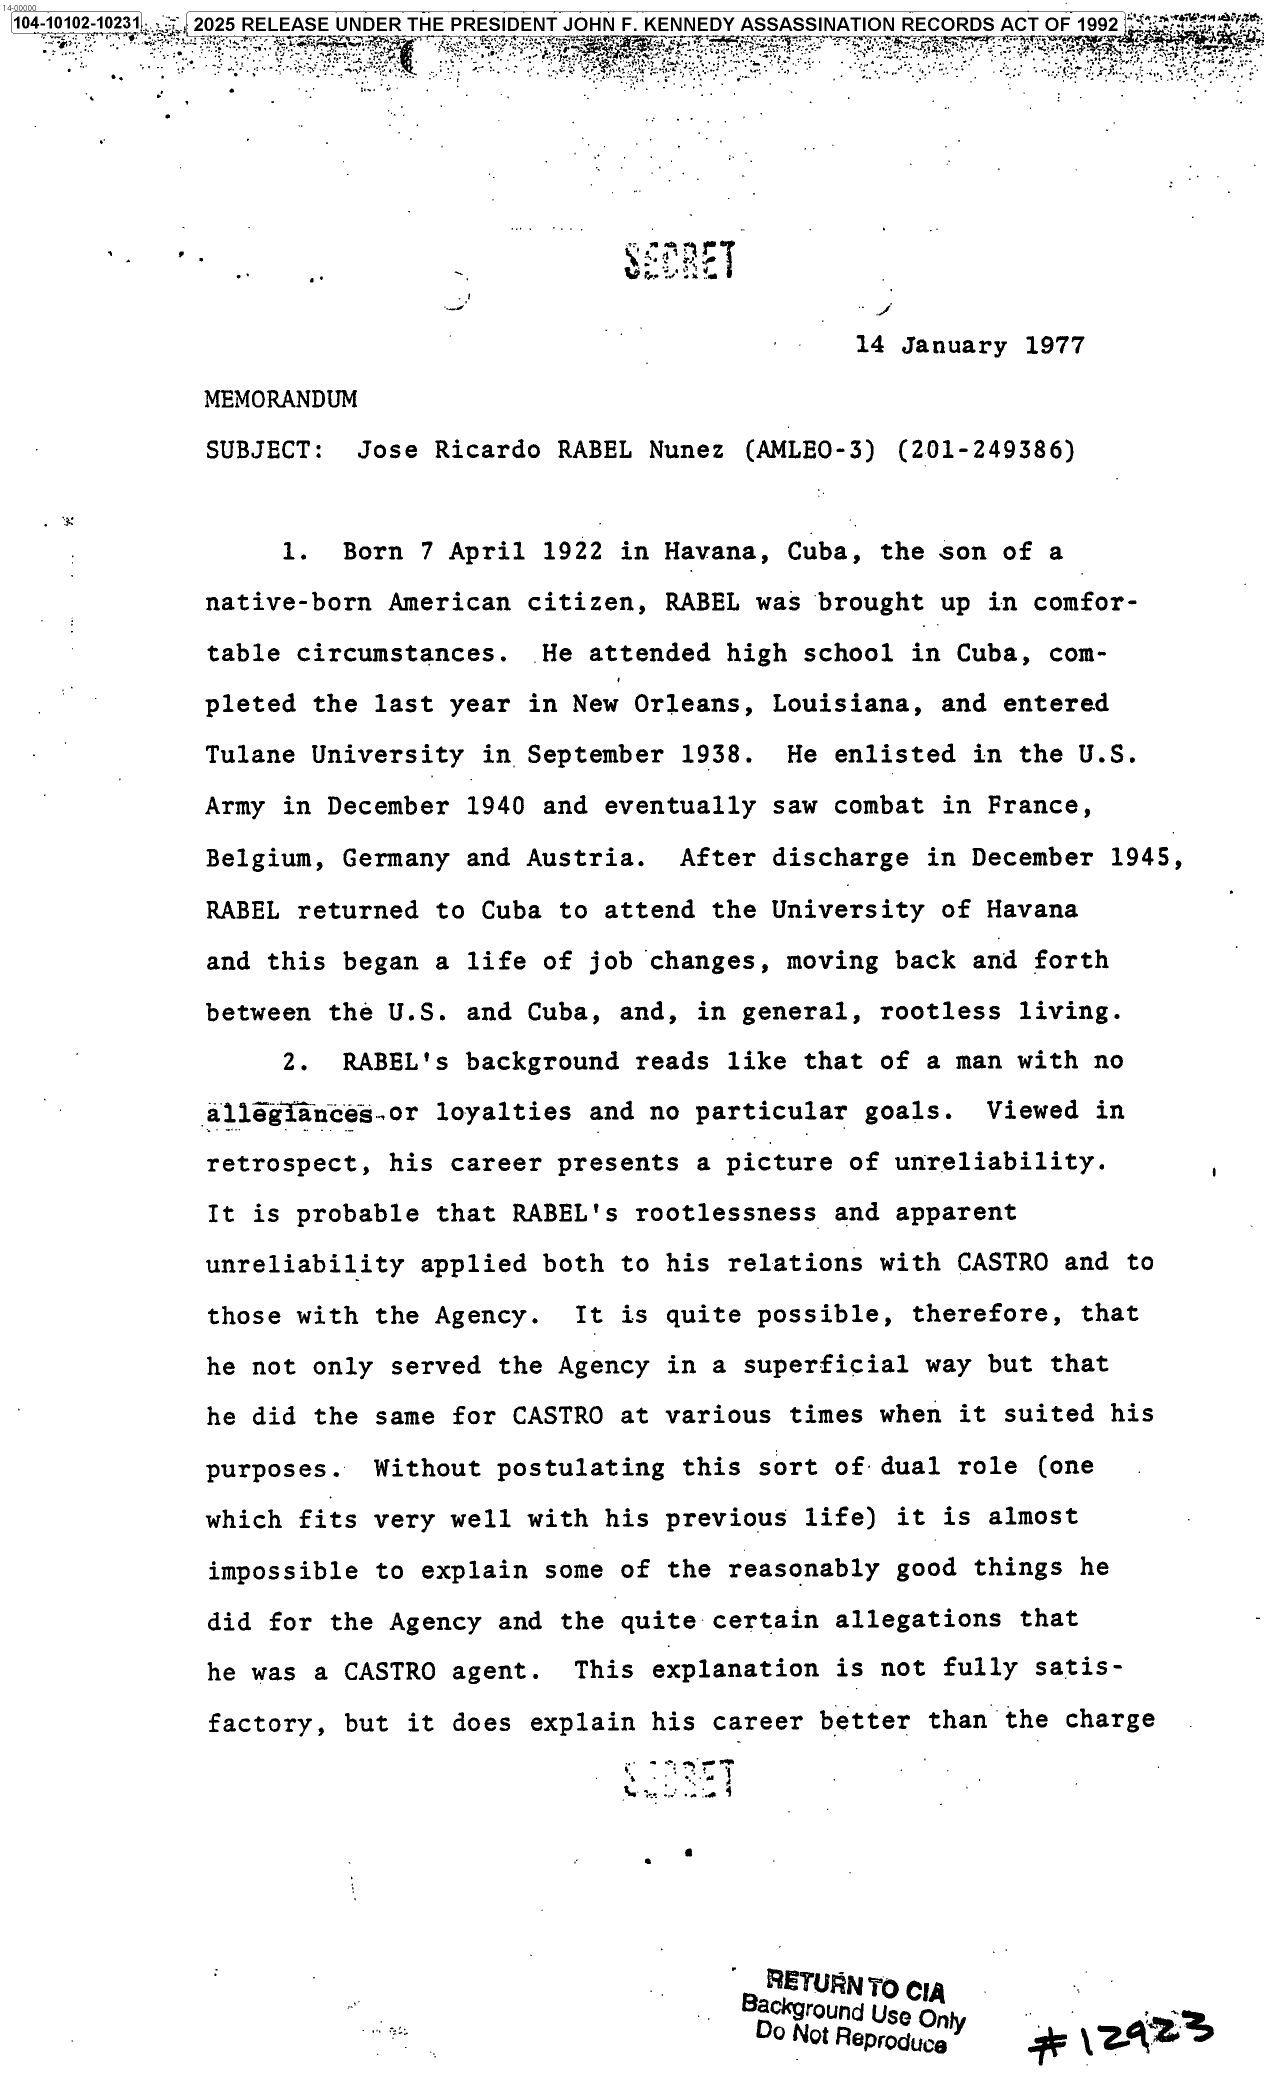 14-00000
104-10102-10231
2025 RELEASE UNDER THE PRESIDENT JOHN F. KENNEDY ASSASSINATION RECORDS ACT OF 1992
SECRET
14 January 1977
MEMORANDUM
SUBJECT: Jose Ricardo RABEL Nunez (AMLEO-3) (201-249386)
1. Born 7 April 1922 in Havana, Cuba, the son of a
native-born American citizen, RABEL was brought up in comfor-
table circumstances. He attended high school in Cuba, com-
pleted the last year in New Orleans, Louisiana, and entered
Tulane University in September 1938. He enlisted in the U.S.
Army in December 1940 and eventually saw combat in France,
Belgium, Germany and Austria. After discharge in December 1945,
RABEL returned to Cuba to attend the University of Havana
and this began a life of job changes, moving back and forth
between the U.S. and Cuba, and, in general, rootless living.
2. RABEL's background reads like that of a man with no
allegiances or loyalties and no particular goals. Viewed in
retrospect, his career presents a picture of unreliability.
It is probable that RABEL's rootlessness and apparent
unreliability applied both to his relations with CASTRO and to
those with the Agency. It is quite possible, therefore, that
he not only served the Agency in a superficial way but that
he did the same for CASTRO at various times when it suited his
purposes. Without postulating this sort of dual role (one
which fits very well with his previous life) it is almost
impossible to explain some of the reasonably good things he
did for the Agency and the quite certain allegations that
he was a CASTRO agent. This explanation is not fully satis-
factory, but it does explain his career better than the charge
SECRET
RETURN TO CIA
Background Use Only
Do Not Reproduce
#12923